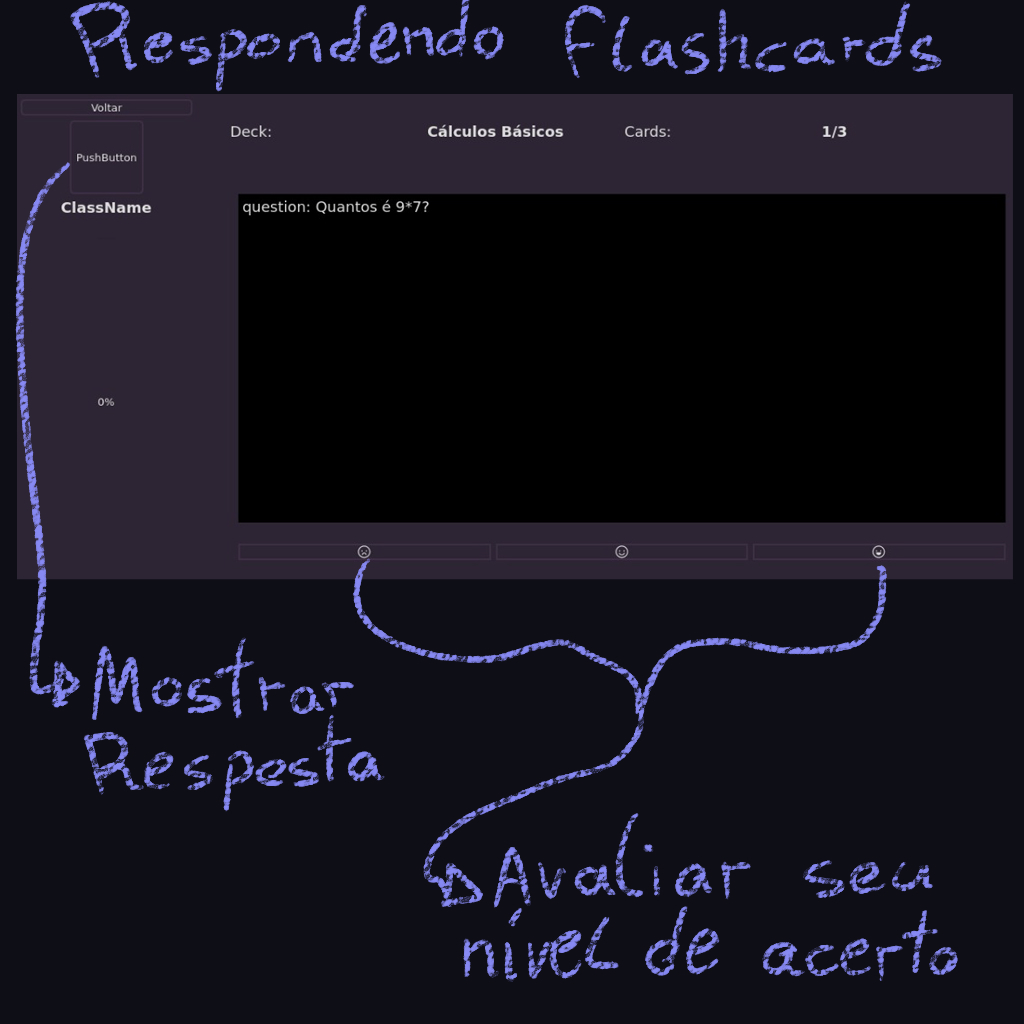 Respondendo flashcards
Voltar
Deck: Cálculos Básicos Cards: 1/3
PushButton
ClassName
question: Quantos é 9*7?
0%
Mostrar
Resposta
Avaliar seu
nível de acerto